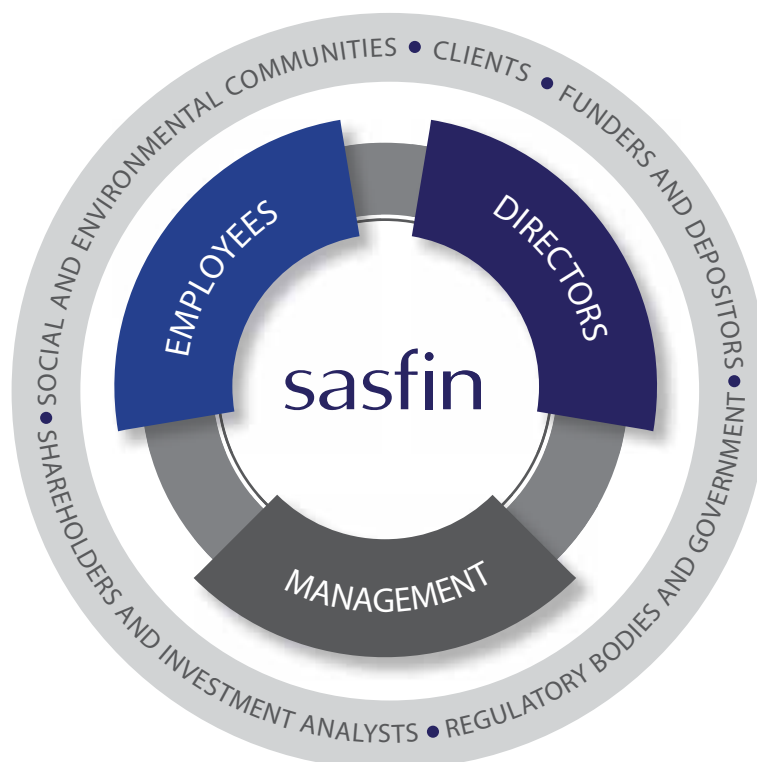 SOCIAL AND ENVIRONMENTAL COMMUNITIES • CLIENTS • FUNDERS AND DEPOSITORS • REGULATORY BODIES AND GOVERNMENT • SHAREHOLDERS AND INVESTMENT ANALYSTS •
EMPLOYEES
DIRECTORS
sasfin
MANAGEMENT